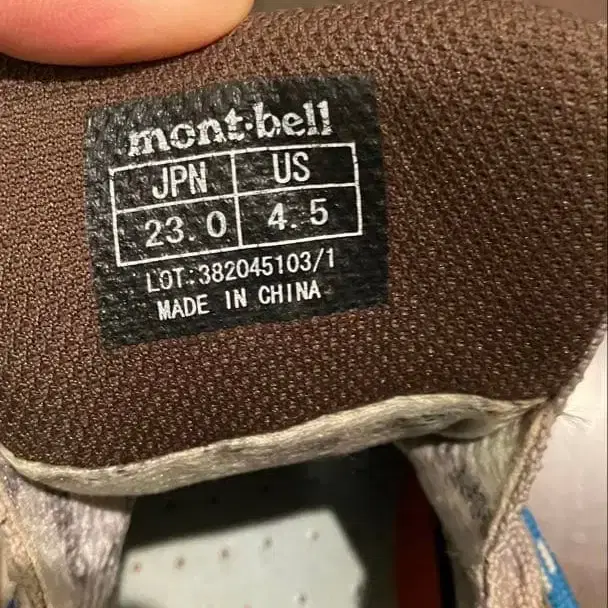 mont·bell
JPN US
23.0 4.5
LOT:382045103/1
MADE IN CHINA